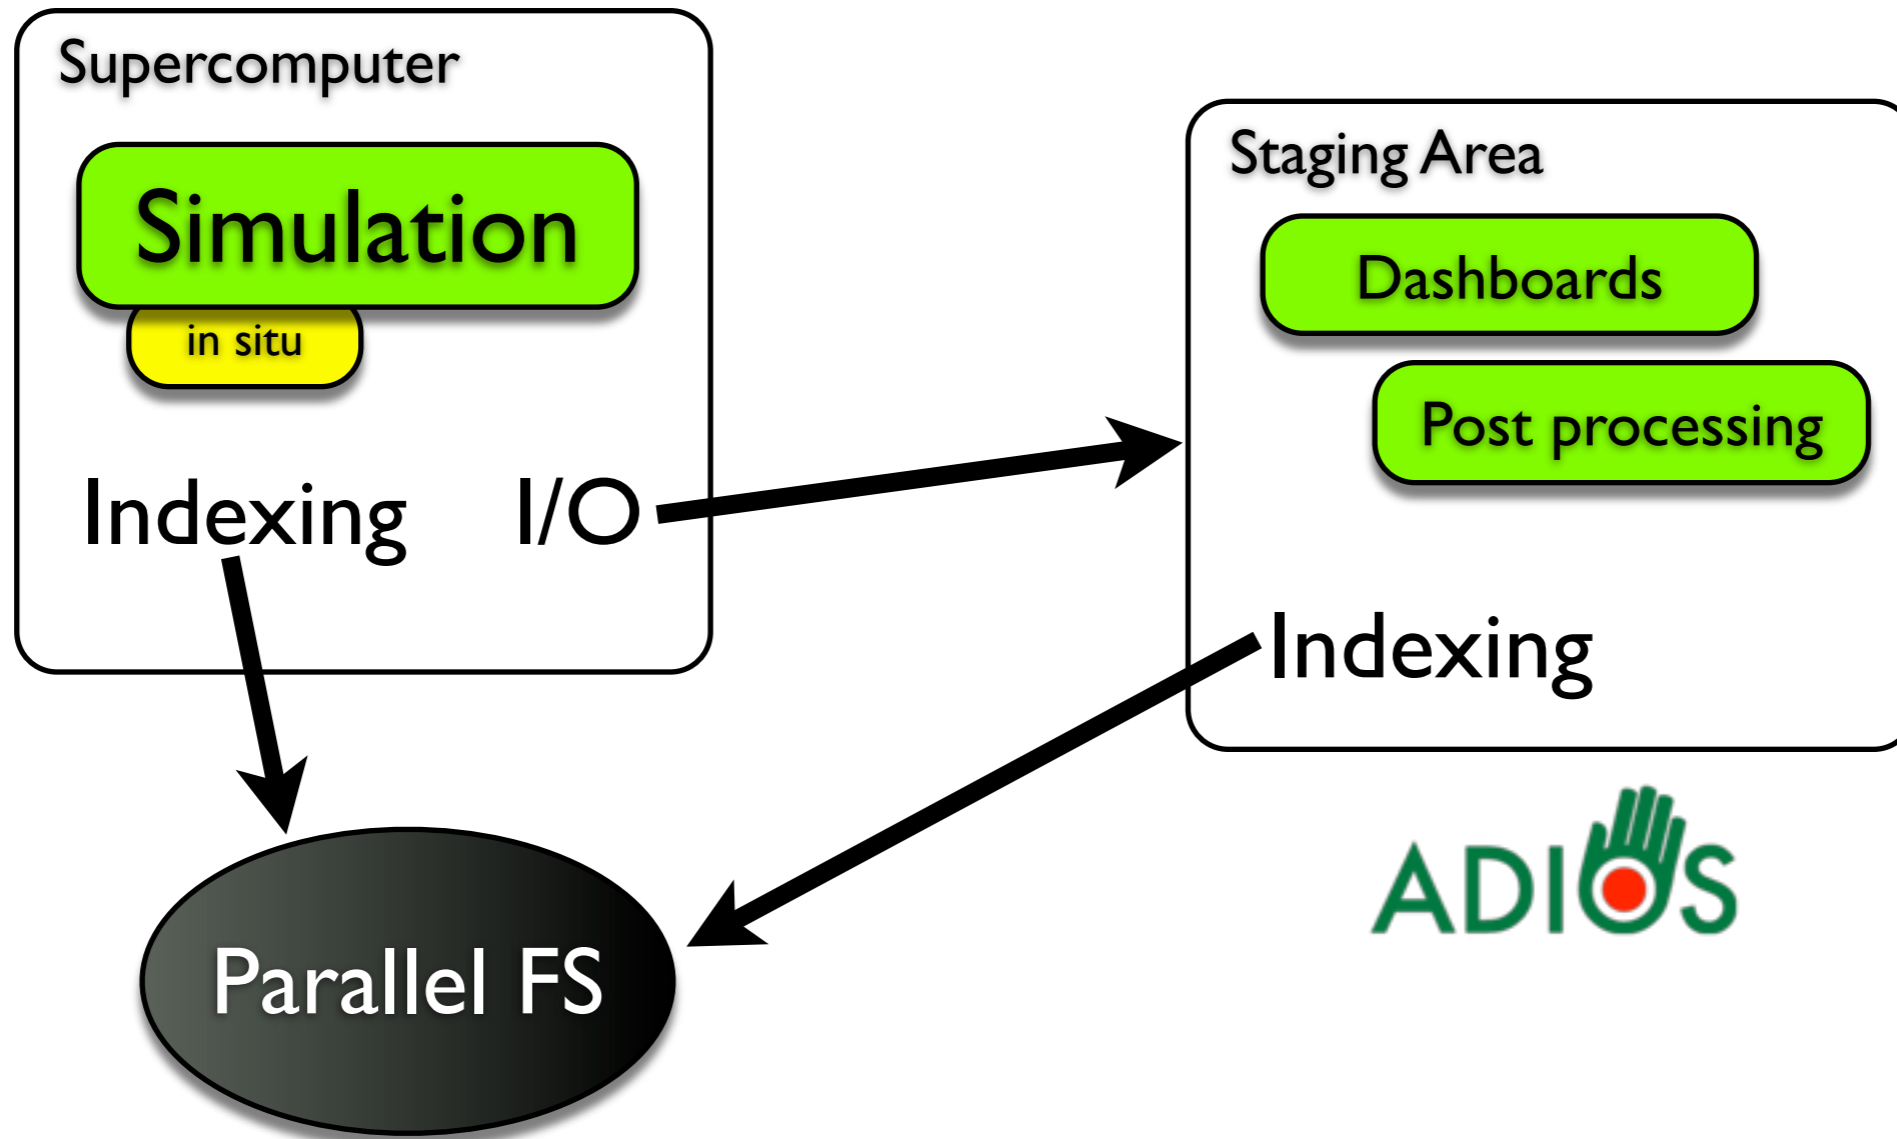 Supercomputer
Simulation
in situ
Indexing I/O
Staging Area
Dashboards
Post processing
Indexing
ADIOS
Parallel FS